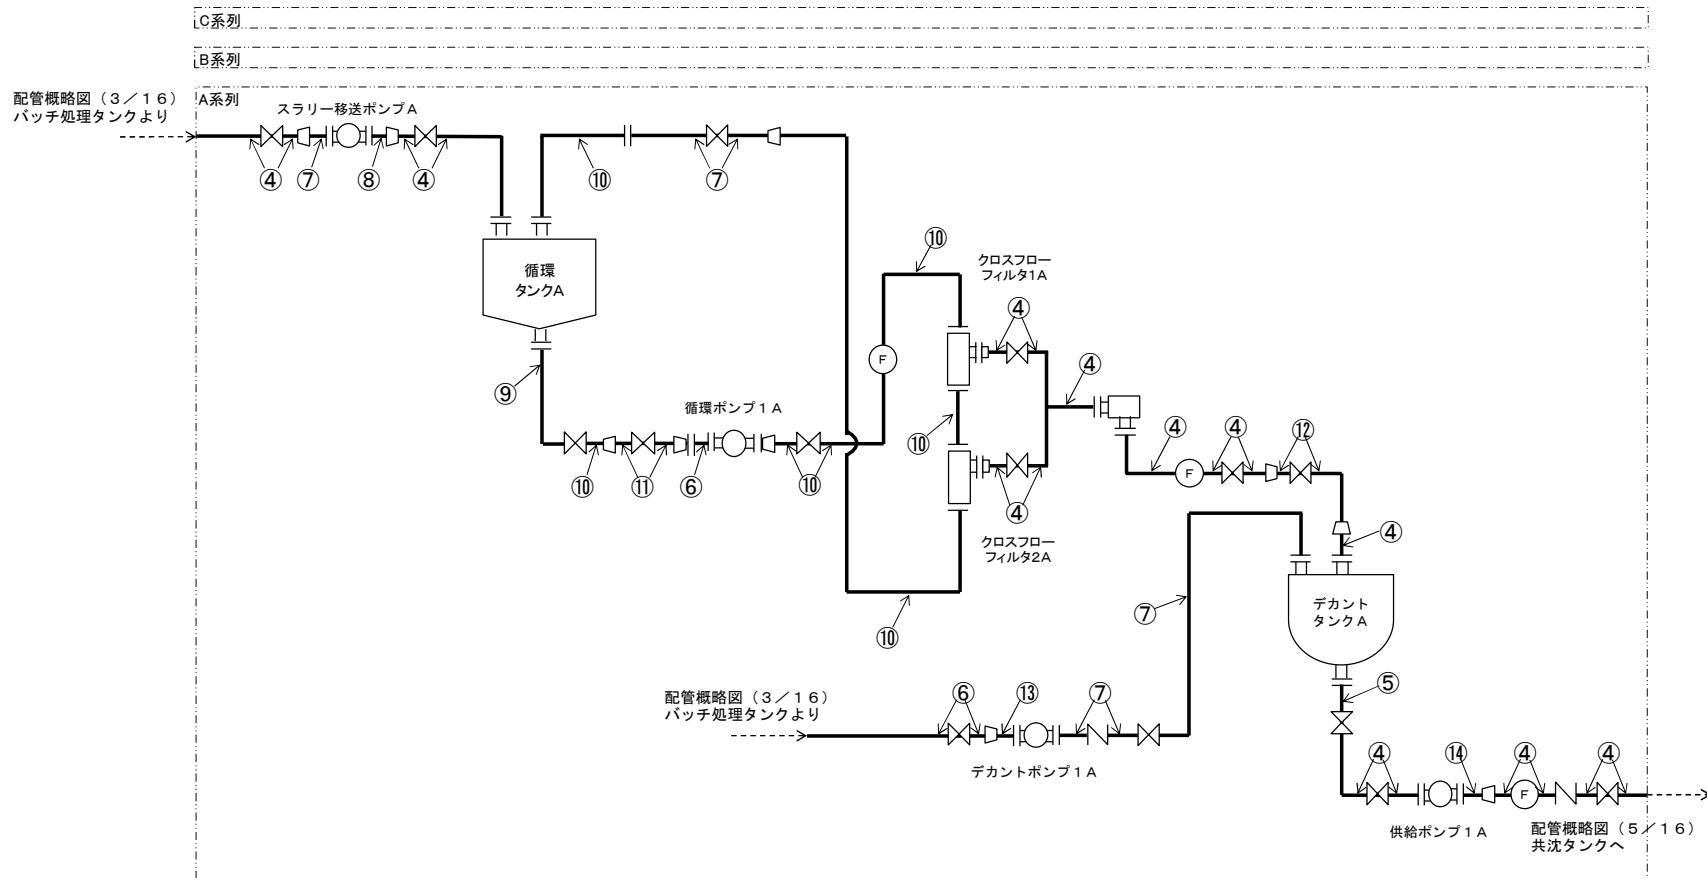 C系列
B系列
A系列
配管概略図（3／16）
バッチ処理タンクより
スラリー移送ポンプA
④
⑦
⑧
④
⑩
⑦
循環
タンクA
⑩
クロスフロー
フィルタ1A
④
F
④
⑨
循環ポンプ１A
⑩
④
④
⑫
F
⑩
⑪
⑥
⑩
④
④
クロスフロー
フィルタ2A
デカント
タンクA
⑦
⑩
⑤
配管概略図（3／16）
バッチ処理タンクより
⑥
⑬
⑦
デカントポンプ１A
④
⑭
④
④
F
供給ポンプ１A
配管概略図（5／16）
共沈タンクへ